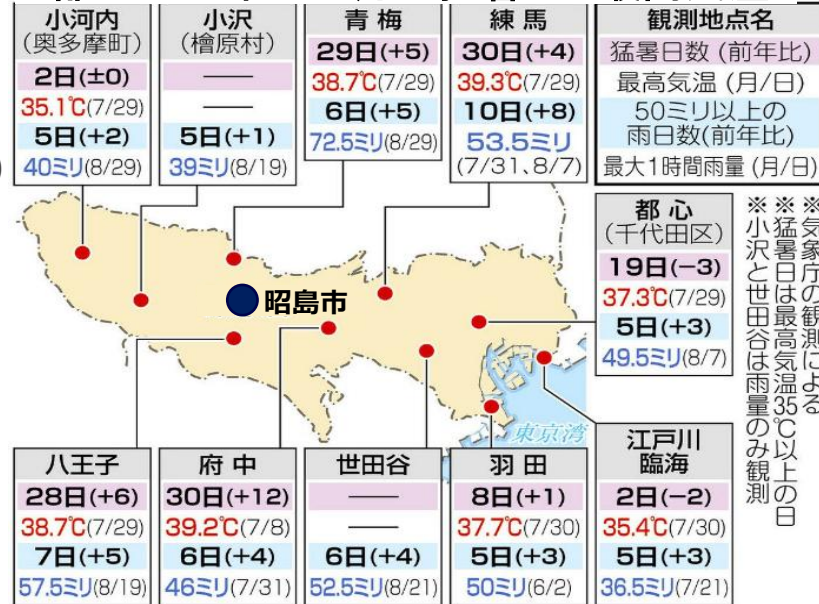 小河内
(奥多摩町)
2日(±0)
35.1℃(7/29)
5日(+2)
40ミリ(8/29)
小沢
(檜原村)
——
——
5日(+1)
39ミリ(8/19)
青梅
29日(+5)
38.7℃(7/29)
6日(+5)
72.5ミリ(8/29)
練馬
30日(+4)
39.3℃(7/29)
10日(+8)
53.5ミリ
(7/31、8/7)
観測地点名
猛暑日数(前年比)
最高気温(月/日)
50ミリ以上の
雨日数(前年比)
最大1時間雨量(月/日)
都心
(千代田区)
19日(−3)
37.3℃(7/29)
5日(+3)
49.5ミリ(8/7)
※気象庁の観測による
※猛暑日は最高気温35℃以上の日
※小沢と世田谷は雨量のみ観測
昭島市
東京湾
八王子
28日(+6)
38.7℃(7/29)
7日(+5)
57.5ミリ(8/19)
府中
30日(+12)
39.2℃(7/8)
6日(+4)
46ミリ(7/31)
世田谷
——
——
6日(+4)
52.5ミリ(8/21)
羽田
8日(+1)
37.7℃(7/30)
5日(+3)
50ミリ(6/2)
江戸川
臨海
2日(−2)
35.4℃(7/30)
5日(+3)
36.5ミリ(7/21)